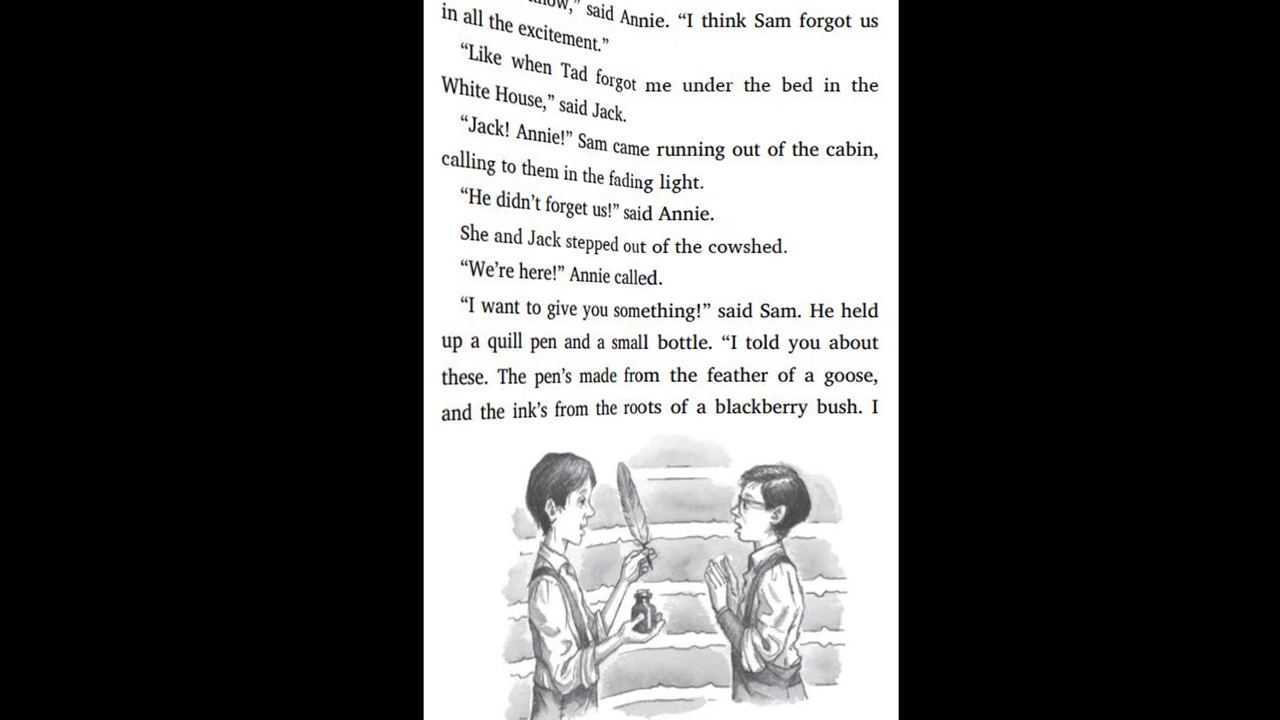 said Annie. “I think Sam forgot us
in all the excitement.”
“Like when Tad forgot me under the bed in the
White House,” said Jack.
“Jack! Annie!” Sam came running out of the cabin,
calling to them in the fading light.
“He didn’t forget us!” said Annie.
She and Jack stepped out of the cowshed.
“We’re here!” Annie called.
“I want to give you something!” said Sam. He held
up a quill pen and a small bottle. “I told you about
these. The pen’s made from the feather of a goose,
and the ink’s from the roots of a blackberry bush. I